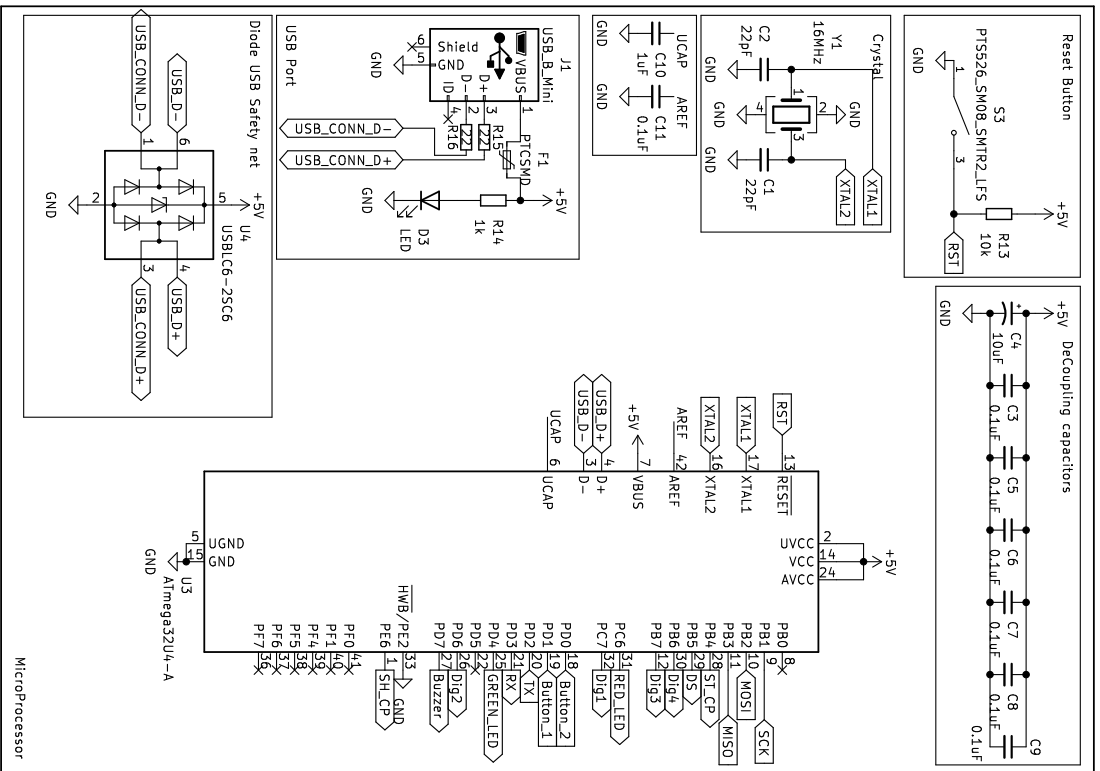 Reset Button
S3
PTS526_SM08_SMTR2_LFS
1
3
GND
+5V
R13
10k
RST
Crystal
Y1
16MHz
C2
22pF
GND
1
2
3
4
GND
GND
C1
22pF
GND
XTAL1
XTAL2
UCAP
C10
1uF
GND
AREF
C11
0.1uF
GND
USB Port
J1
USB_B_Mini
VBUS
1
D+
3
D-
2
ID
4
Shield
6
GND
5
GND
R15
22
R16
22
F1
PTCSMD
+5V
R14
1k
D3
LED
GND
USB_CONN_D-
USB_CONN_D+
Diode USB Safety net
USB_D-
USB_CONN_D-
6
1
5
2
4
3
+5V
U4
USBLC6-2SC6
GND
USB_D+
USB_CONN_D+
DeCoupling capacitors
+5V
GND
C4
10uF
C3
0.1uF
C5
0.1uF
C6
0.1uF
C7
0.1uF
C8
0.1uF
C9
0.1uF
RST
13
RESET
XTAL1
17
XTAL1
XTAL2
16
XTAL2
AREF
42
AREF
+5V
7
VBUS
USB_D+
4
D+
USB_D-
3
D-
UCAP
6
UCAP
UVCC
2
VCC
14
AVCC
24
+5V
5
UGND
15
GND
GND
U3
ATmega32U4-A
PB0
8
PB1
9
SCK
PB2
10
MOSI
PB3
11
MISO
PB4
28
ST_CP
PB5
29
DS
PB6
30
Dig4
PB7
12
Dig3
PC6
31
RED_LED
PC7
32
Dig1
PD0
18
Button_2
PD1
19
Button_1
PD2
20
TX
PD3
21
RX
PD4
25
GREEN_LED
PD5
22
PD6
26
Dig2
PD7
27
Buzzer
HWB/PE2
33
GND
PE6
1
SH_CP
PF0
41
PF1
40
PF4
39
PF5
38
PF6
37
PF7
36
MicroProcessor